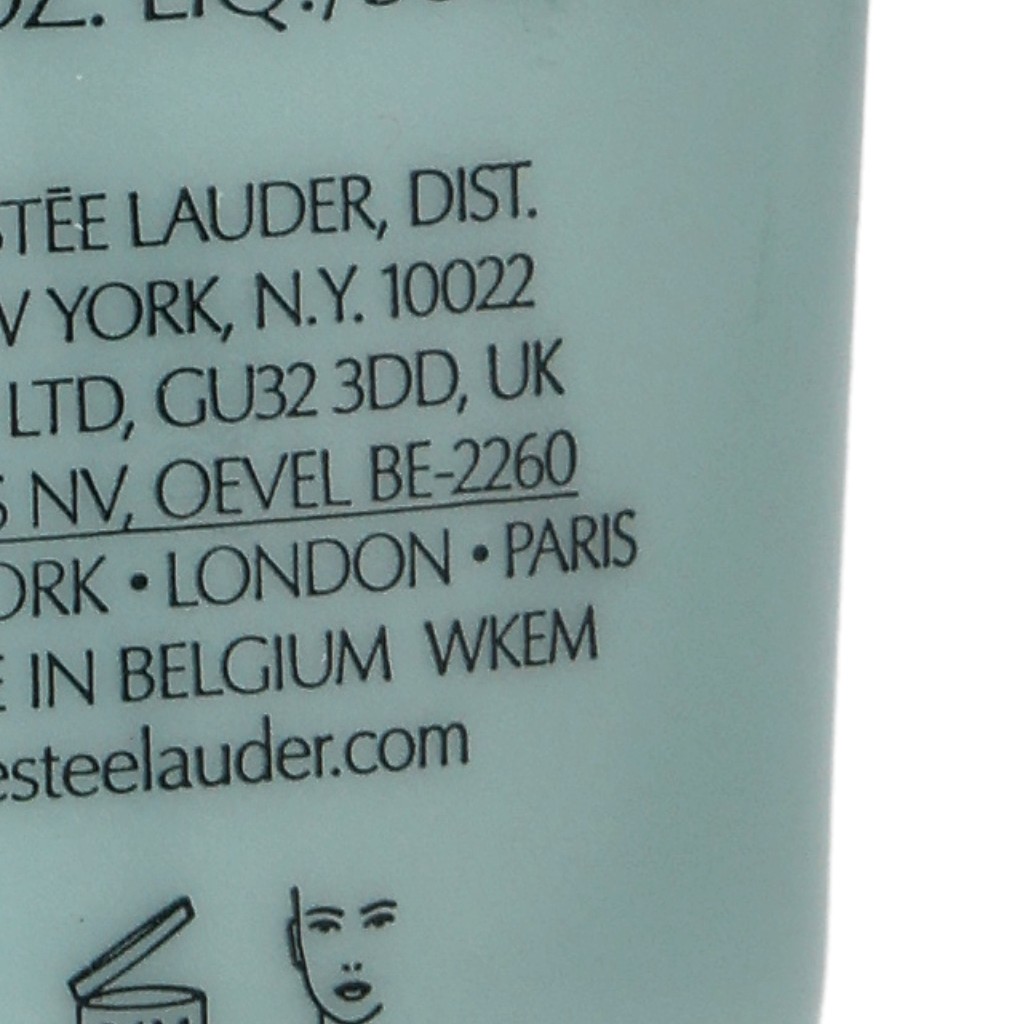 OZ. LIQ./
STĒE LAUDER, DIST.
W YORK, N.Y. 10022
LTD, GU32 3DD, UK
S NV, OEVEL BE-2260
ORK • LONDON • PARIS
E IN BELGIUM WKEM
esteelauder.com